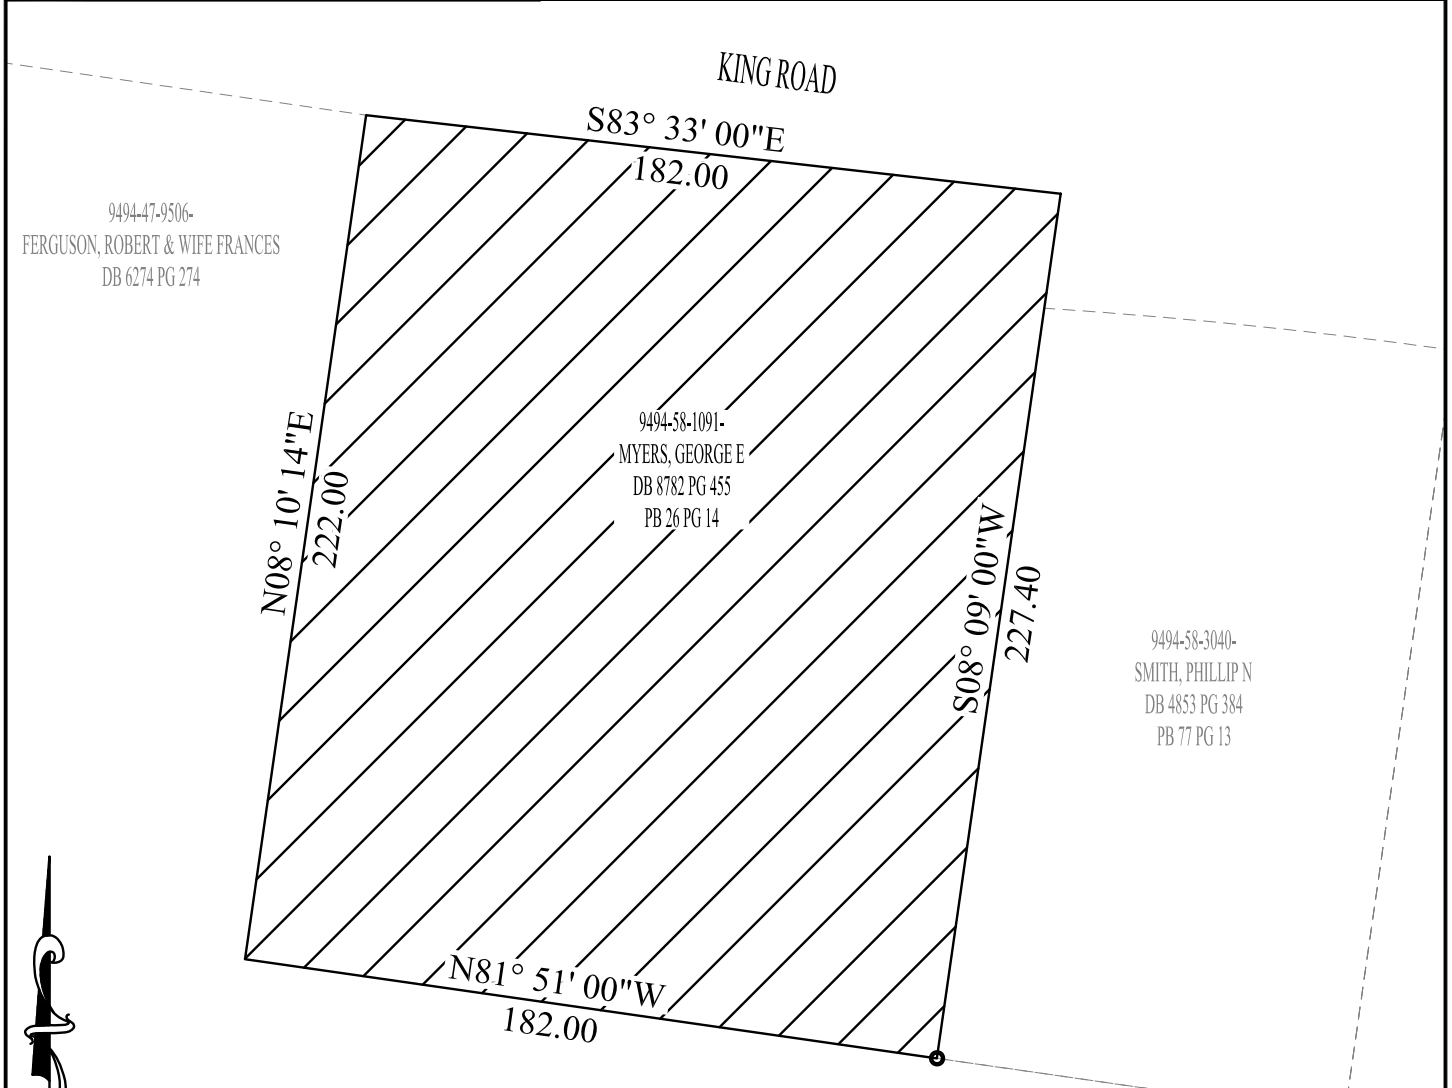 KING ROAD
S83° 33' 00"E
182.00
9494-47-9506-
FERGUSON, ROBERT & WIFE FRANCES
DB 6274 PG 274
N08° 10' 14"E
222.00
9494-58-1091-
MYERS, GEORGE E
DB 8782 PG 455
PB 26 PG 14
S08° 09' 00"W
227.40
9494-58-3040-
SMITH, PHILLIP N
DB 4853 PG 384
PB 77 PG 13
N81° 51' 00"W
182.00